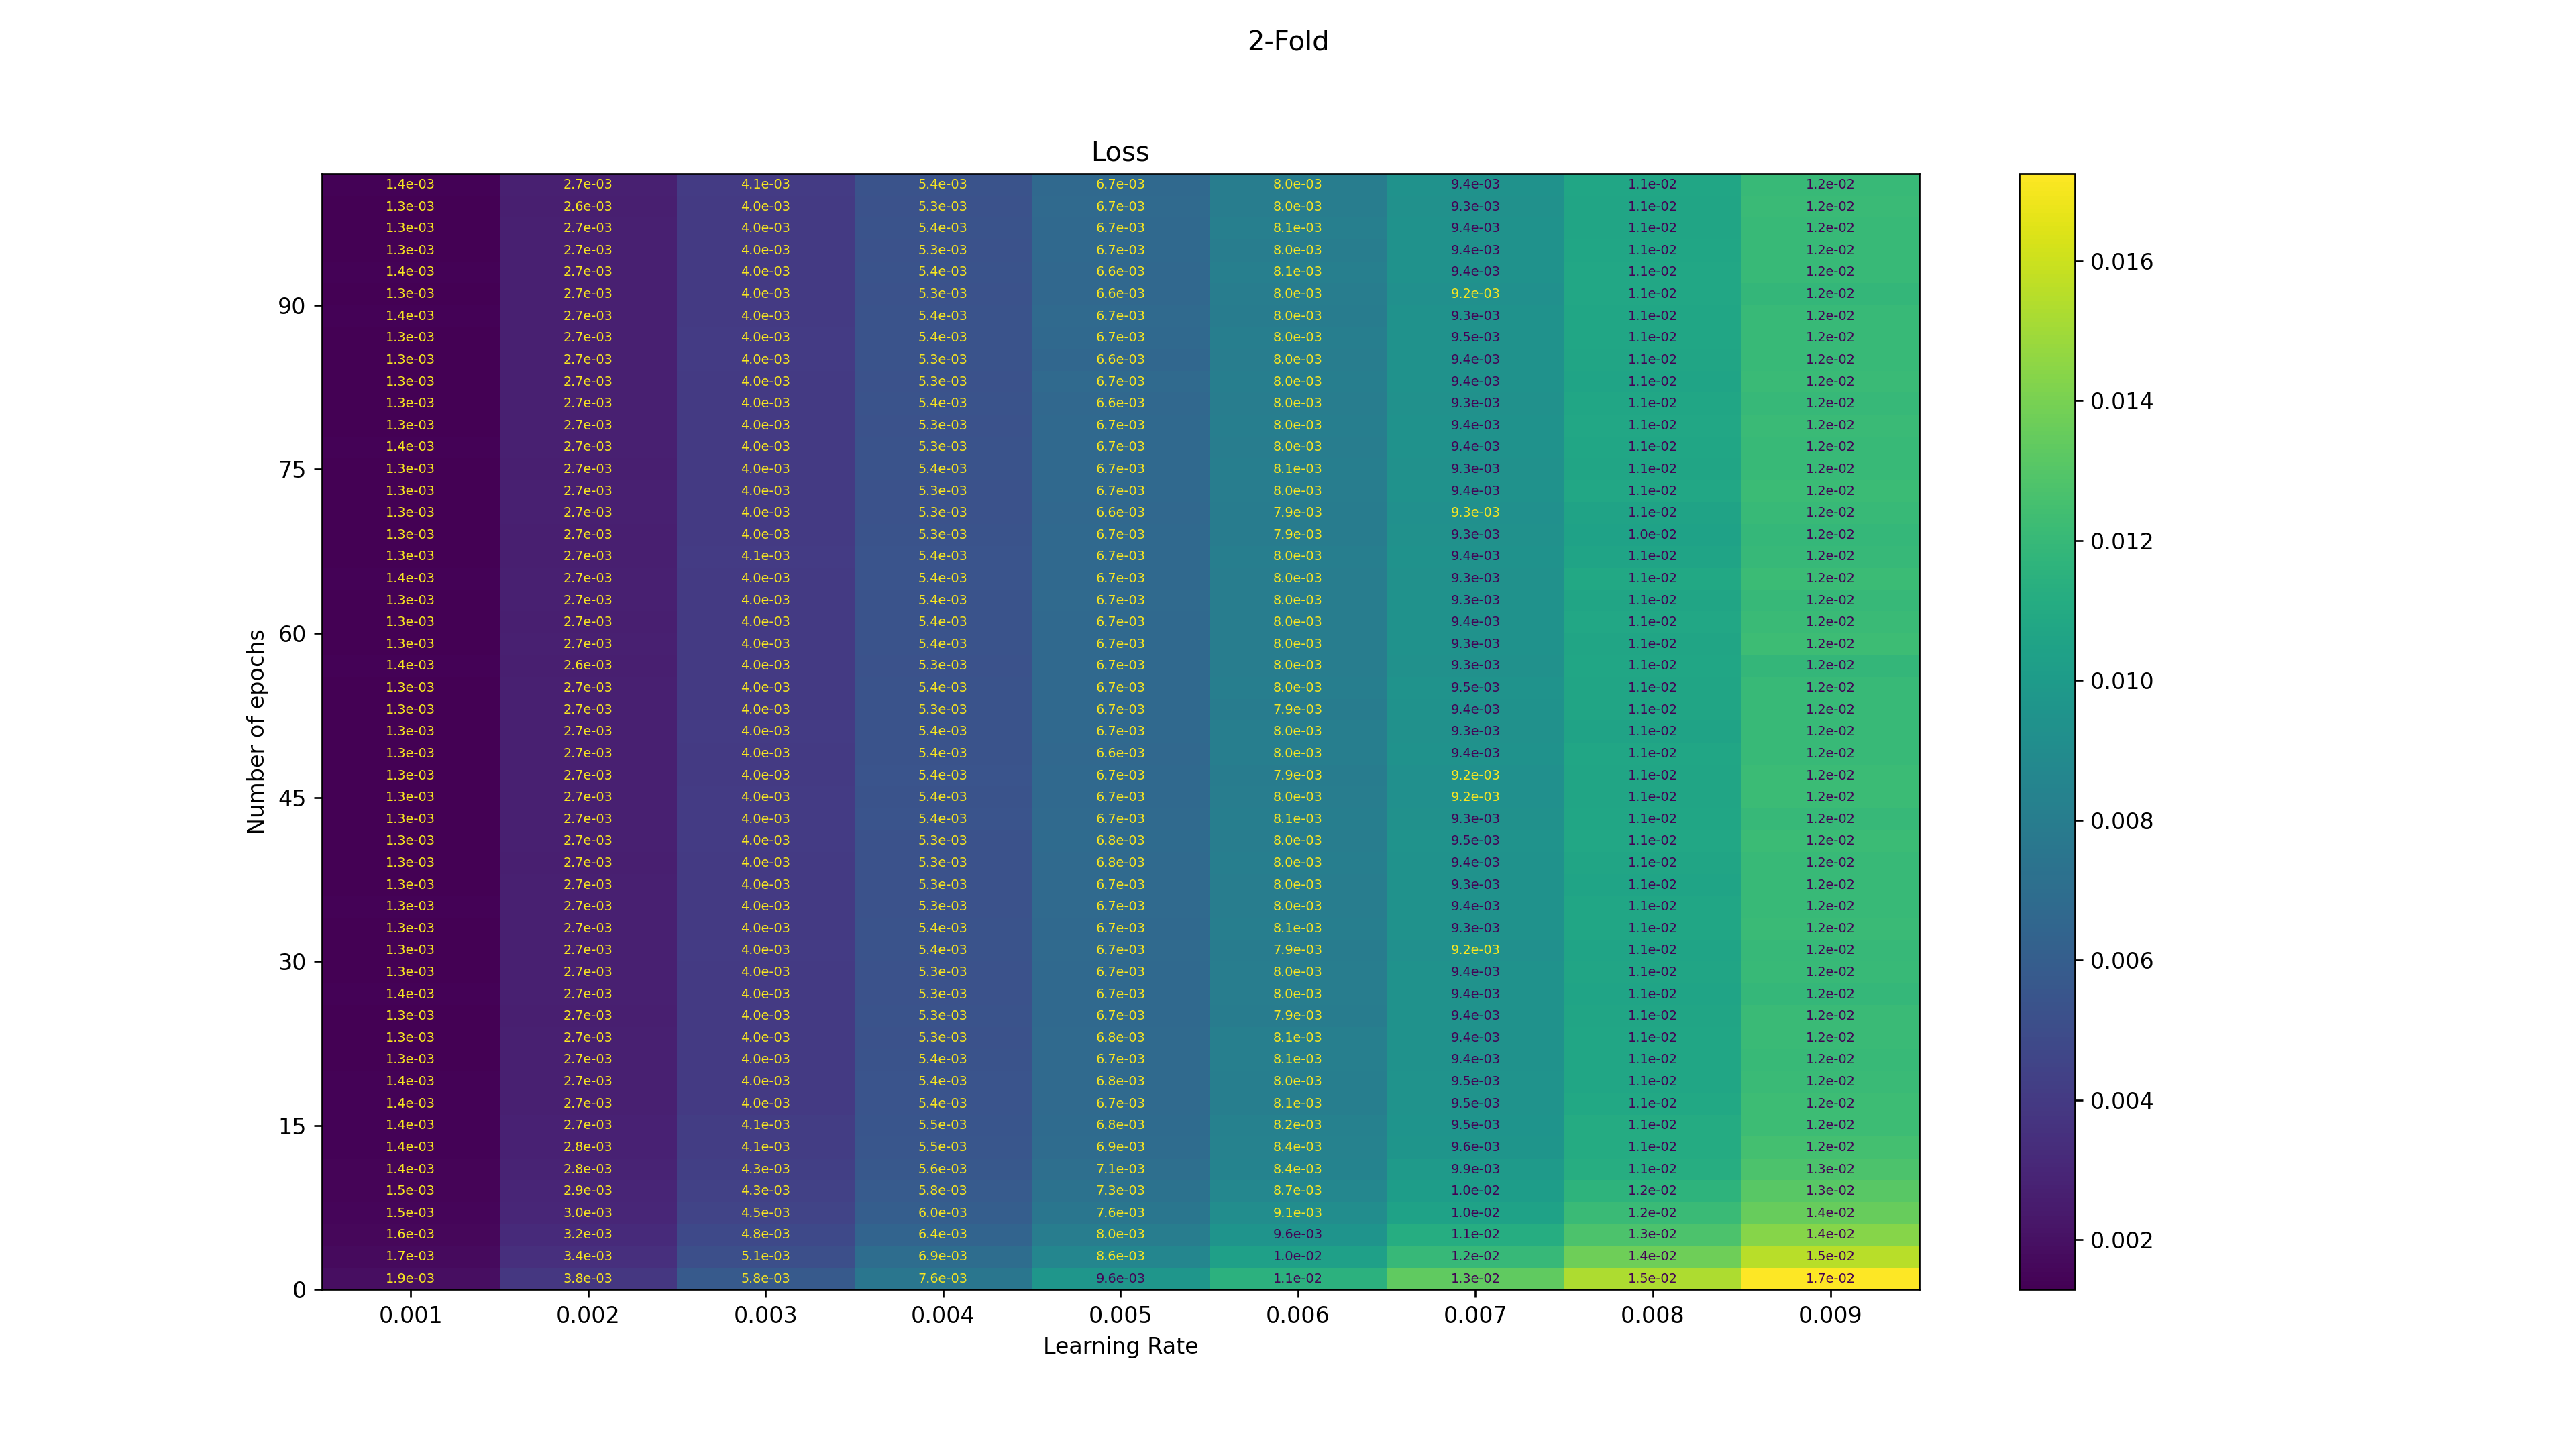 2-Fold
Loss
1.4e-03 2.7e-03 4.1e-03 5.4e-03 6.7e-03 8.0e-03 9.4e-03 1.1e-02 1.2e-02
1.3e-03 2.6e-03 4.0e-03 5.3e-03 6.7e-03 8.0e-03 9.3e-03 1.1e-02 1.2e-02
1.3e-03 2.7e-03 4.0e-03 5.4e-03 6.7e-03 8.1e-03 9.4e-03 1.1e-02 1.2e-02
1.3e-03 2.7e-03 4.0e-03 5.3e-03 6.7e-03 8.0e-03 9.4e-03 1.1e-02 1.2e-02
1.4e-03 2.7e-03 4.0e-03 5.4e-03 6.6e-03 8.1e-03 9.4e-03 1.1e-02 1.2e-02
1.3e-03 2.7e-03 4.0e-03 5.3e-03 6.6e-03 8.0e-03 9.2e-03 1.1e-02 1.2e-02
90
1.4e-03 2.7e-03 4.0e-03 5.4e-03 6.7e-03 8.0e-03 9.3e-03 1.1e-02 1.2e-02
1.3e-03 2.7e-03 4.0e-03 5.4e-03 6.7e-03 8.0e-03 9.5e-03 1.1e-02 1.2e-02
1.3e-03 2.7e-03 4.0e-03 5.3e-03 6.6e-03 8.0e-03 9.4e-03 1.1e-02 1.2e-02
1.3e-03 2.7e-03 4.0e-03 5.3e-03 6.7e-03 8.0e-03 9.4e-03 1.1e-02 1.2e-02
1.3e-03 2.7e-03 4.0e-03 5.4e-03 6.6e-03 8.0e-03 9.3e-03 1.1e-02 1.2e-02
1.3e-03 2.7e-03 4.0e-03 5.3e-03 6.7e-03 8.0e-03 9.4e-03 1.1e-02 1.2e-02
1.4e-03 2.7e-03 4.0e-03 5.3e-03 6.7e-03 8.0e-03 9.4e-03 1.1e-02 1.2e-02
75
1.3e-03 2.7e-03 4.0e-03 5.4e-03 6.7e-03 8.1e-03 9.3e-03 1.1e-02 1.2e-02
1.3e-03 2.7e-03 4.0e-03 5.3e-03 6.7e-03 8.0e-03 9.4e-03 1.1e-02 1.2e-02
1.3e-03 2.7e-03 4.0e-03 5.3e-03 6.6e-03 7.9e-03 9.3e-03 1.1e-02 1.2e-02
1.3e-03 2.7e-03 4.0e-03 5.3e-03 6.7e-03 7.9e-03 9.3e-03 1.0e-02 1.2e-02
1.3e-03 2.7e-03 4.1e-03 5.4e-03 6.7e-03 8.0e-03 9.4e-03 1.1e-02 1.2e-02
1.4e-03 2.7e-03 4.0e-03 5.4e-03 6.7e-03 8.0e-03 9.3e-03 1.1e-02 1.2e-02
1.3e-03 2.7e-03 4.0e-03 5.4e-03 6.7e-03 8.0e-03 9.3e-03 1.1e-02 1.2e-02
1.3e-03 2.7e-03 4.0e-03 5.4e-03 6.7e-03 8.0e-03 9.4e-03 1.1e-02 1.2e-02
60
1.3e-03 2.7e-03 4.0e-03 5.4e-03 6.7e-03 8.0e-03 9.3e-03 1.1e-02 1.2e-02
1.4e-03 2.6e-03 4.0e-03 5.3e-03 6.7e-03 8.0e-03 9.3e-03 1.1e-02 1.2e-02
1.3e-03 2.7e-03 4.0e-03 5.4e-03 6.7e-03 8.0e-03 9.5e-03 1.1e-02 1.2e-02
1.3e-03 2.7e-03 4.0e-03 5.3e-03 6.7e-03 7.9e-03 9.4e-03 1.1e-02 1.2e-02
1.3e-03 2.7e-03 4.0e-03 5.4e-03 6.7e-03 8.0e-03 9.3e-03 1.1e-02 1.2e-02
1.3e-03 2.7e-03 4.0e-03 5.4e-03 6.6e-03 8.0e-03 9.4e-03 1.1e-02 1.2e-02
1.3e-03 2.7e-03 4.0e-03 5.4e-03 6.7e-03 7.9e-03 9.2e-03 1.1e-02 1.2e-02
45
1.3e-03 2.7e-03 4.0e-03 5.4e-03 6.7e-03 8.0e-03 9.2e-03 1.1e-02 1.2e-02
1.3e-03 2.7e-03 4.0e-03 5.4e-03 6.7e-03 8.1e-03 9.3e-03 1.1e-02 1.2e-02
1.3e-03 2.7e-03 4.0e-03 5.3e-03 6.8e-03 8.0e-03 9.5e-03 1.1e-02 1.2e-02
1.3e-03 2.7e-03 4.0e-03 5.3e-03 6.8e-03 8.0e-03 9.4e-03 1.1e-02 1.2e-02
1.3e-03 2.7e-03 4.0e-03 5.3e-03 6.7e-03 8.0e-03 9.3e-03 1.1e-02 1.2e-02
1.3e-03 2.7e-03 4.0e-03 5.3e-03 6.7e-03 8.0e-03 9.4e-03 1.1e-02 1.2e-02
1.3e-03 2.7e-03 4.0e-03 5.4e-03 6.7e-03 8.1e-03 9.3e-03 1.1e-02 1.2e-02
1.3e-03 2.7e-03 4.0e-03 5.4e-03 6.7e-03 7.9e-03 9.2e-03 1.1e-02 1.2e-02
30
1.3e-03 2.7e-03 4.0e-03 5.3e-03 6.7e-03 8.0e-03 9.4e-03 1.1e-02 1.2e-02
1.4e-03 2.7e-03 4.0e-03 5.3e-03 6.7e-03 8.0e-03 9.4e-03 1.1e-02 1.2e-02
1.3e-03 2.7e-03 4.0e-03 5.3e-03 6.7e-03 7.9e-03 9.4e-03 1.1e-02 1.2e-02
1.3e-03 2.7e-03 4.0e-03 5.3e-03 6.8e-03 8.1e-03 9.4e-03 1.1e-02 1.2e-02
1.3e-03 2.7e-03 4.0e-03 5.4e-03 6.7e-03 8.1e-03 9.4e-03 1.1e-02 1.2e-02
1.4e-03 2.7e-03 4.0e-03 5.4e-03 6.8e-03 8.0e-03 9.5e-03 1.1e-02 1.2e-02
1.4e-03 2.7e-03 4.0e-03 5.4e-03 6.7e-03 8.1e-03 9.5e-03 1.1e-02 1.2e-02
15
1.4e-03 2.7e-03 4.1e-03 5.5e-03 6.8e-03 8.2e-03 9.5e-03 1.1e-02 1.2e-02
1.4e-03 2.8e-03 4.1e-03 5.5e-03 6.9e-03 8.4e-03 9.6e-03 1.1e-02 1.2e-02
1.4e-03 2.8e-03 4.3e-03 5.6e-03 7.1e-03 8.4e-03 9.9e-03 1.1e-02 1.3e-02
1.5e-03 2.9e-03 4.3e-03 5.8e-03 7.3e-03 8.7e-03 1.0e-02 1.2e-02 1.3e-02
1.5e-03 3.0e-03 4.5e-03 6.0e-03 7.6e-03 9.1e-03 1.0e-02 1.2e-02 1.4e-02
1.6e-03 3.2e-03 4.8e-03 6.4e-03 8.0e-03 9.6e-03 1.1e-02 1.3e-02 1.4e-02
1.7e-03 3.4e-03 5.1e-03 6.9e-03 8.6e-03 1.0e-02 1.2e-02 1.4e-02 1.5e-02
1.9e-03 3.8e-03 5.8e-03 7.6e-03 9.6e-03 1.1e-02 1.3e-02 1.5e-02 1.7e-02
0
Number of epochs
0.001 0.002 0.003 0.004 0.005 0.006 0.007 0.008 0.009
Learning Rate
0.016
0.014
0.012
0.010
0.008
0.006
0.004
0.002